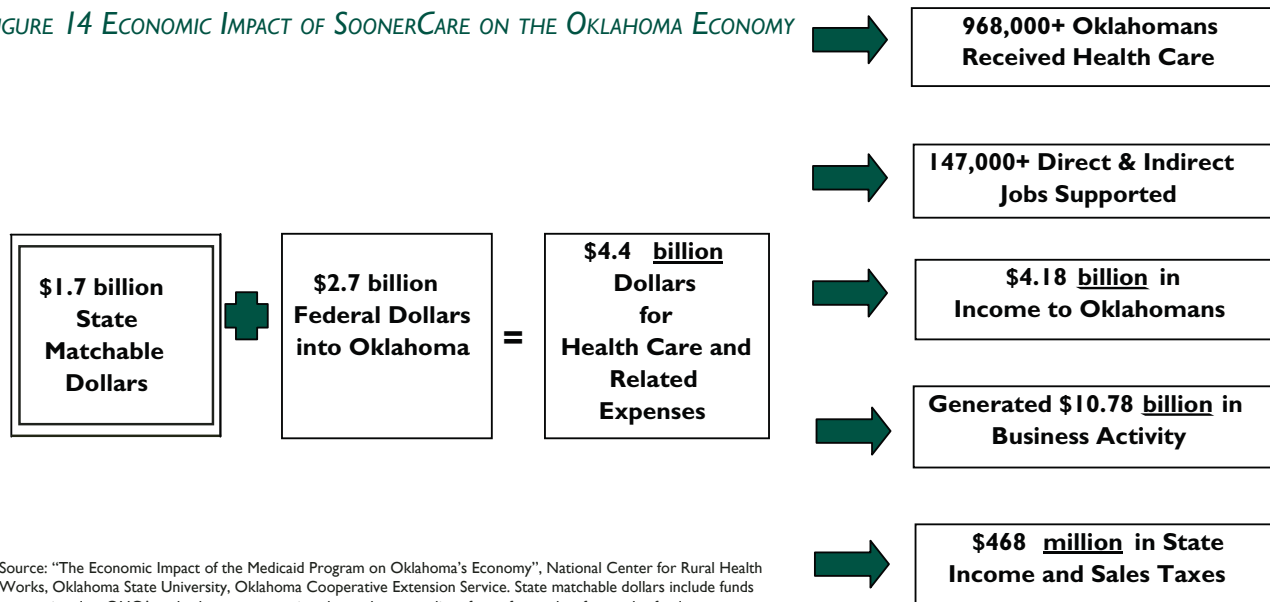 GURE 14 ECONOMIC IMPACT OF SOONERCARE ON THE OKLAHOMA ECONOMY
968,000+ Oklahomans
Received Health Care
147,000+ Direct & Indirect
Jobs Supported
$1.7 billion
State
Matchable
Dollars
$2.7 billion
Federal Dollars
into Oklahoma
=
$4.4 billion
Dollars
for
Health Care and
Related
Expenses
$4.18 billion in
Income to Oklahomans
Generated $10.78 billion in
Business Activity
$468 million in State
Income and Sales Taxes
Source: “The Economic Impact of the Medicaid Program on Oklahoma’s Economy”, National Center for Rural Health
Works, Oklahoma State University, Oklahoma Cooperative Extension Service. State matchable dollars include funds